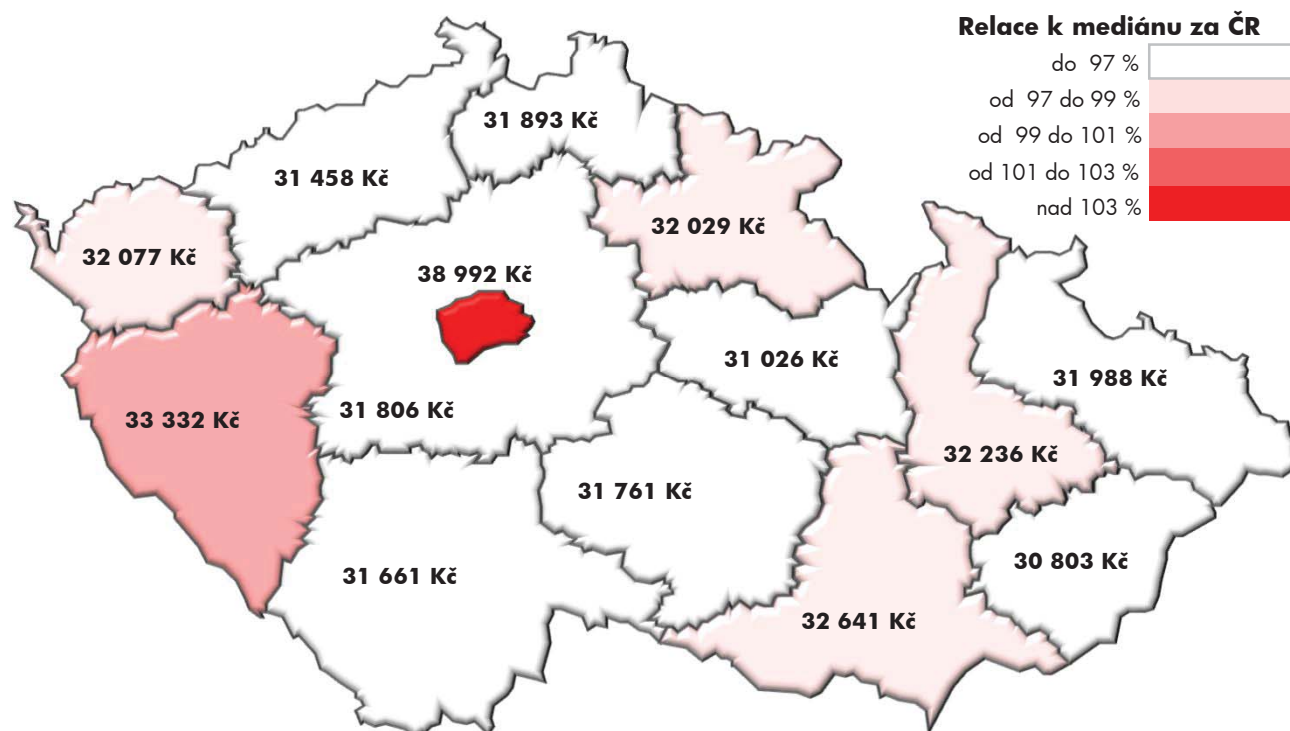 Relace k mediánu za ČR
do 97 %
od 97 do 99 %
od 99 do 101 %
od 101 do 103 %
nad 103 %
31 893 Kč
31 458 Kč
32 029 Kč
32 077 Kč
38 992 Kč
31 026 Kč
31 988 Kč
33 332 Kč
31 806 Kč
32 236 Kč
31 761 Kč
30 803 Kč
31 661 Kč
32 641 Kč